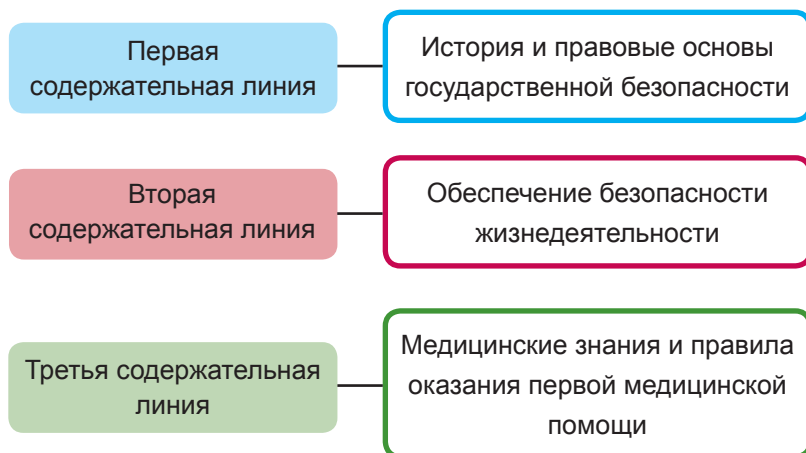 Первая
содержательная линия
История и правовые основы
государственной безопасности
Вторая
содержательная линия
Обеспечение безопасности
жизнедеятельности
Третья содержательная
линия
Медицинские знания и правила
оказания первой медицинской
помощи